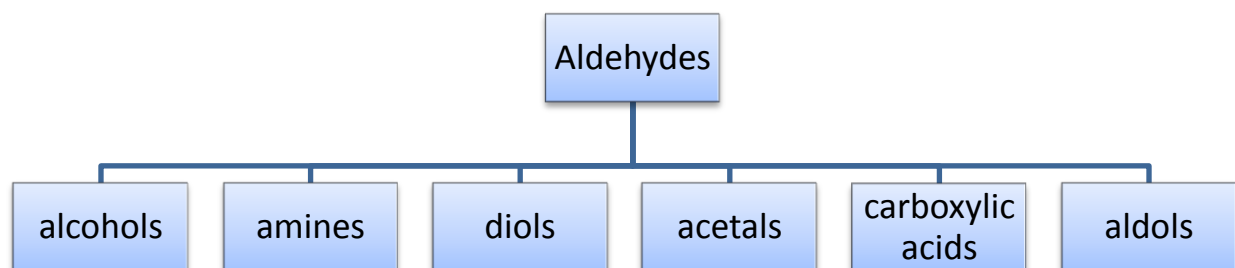 Aldehydes
alcohols
amines
diols
acetals
carboxylic
acids
aldols